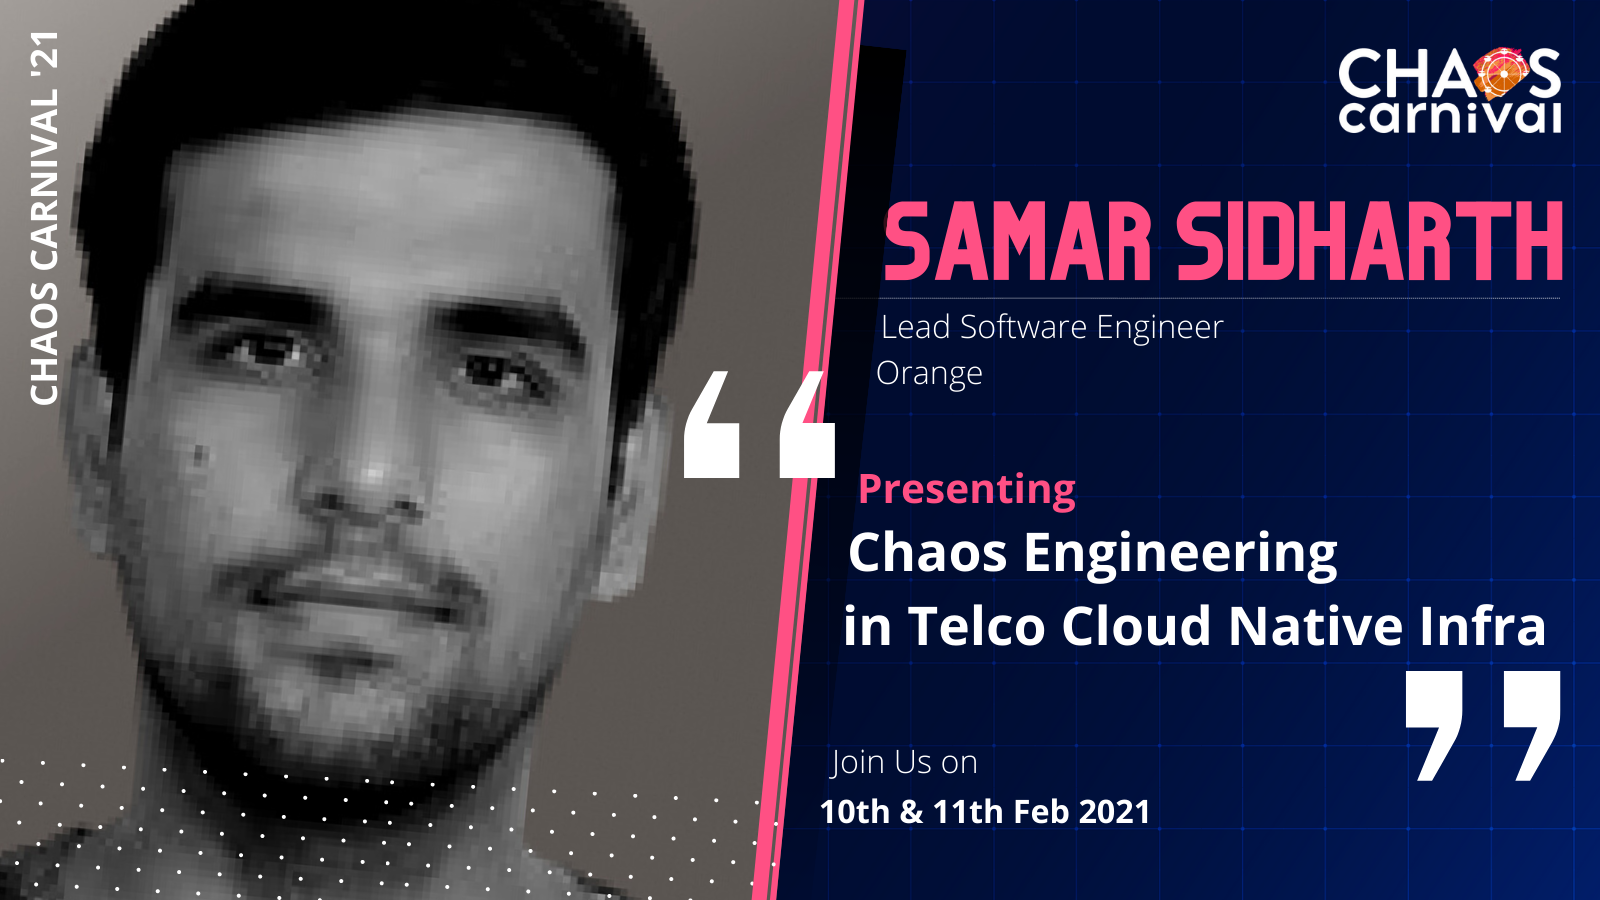 CHAOS CARNIVAL '21
CHAOS
carnival
SAMAR SIDHARTH
Lead Software Engineer
Orange
“
Presenting
Chaos Engineering
in Telco Cloud Native Infra
”
Join Us on
10th & 11th Feb 2021